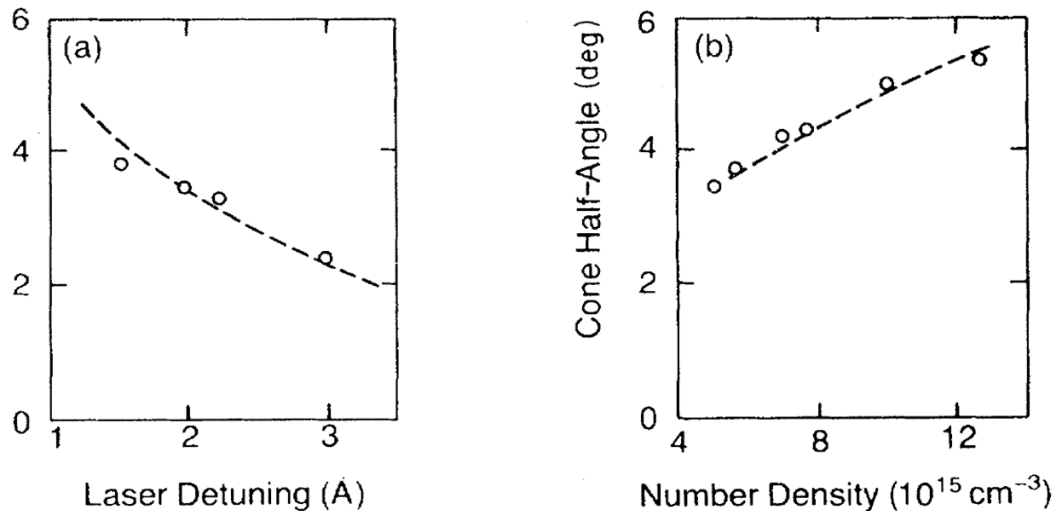 6
(a)
4
2
0
1
2
3
Laser Detuning (Å)
Cone Half-Angle (deg)
6
(b)
4
2
0
4
8
12
Number Density (10¹⁵ cm⁻³)